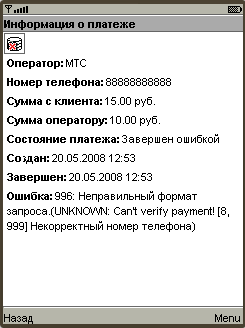 Информация о платеже
Оператор: МТС
Номер телефона: 88888888888
Сумма с клиента: 15.00 руб.
Сумма оператору: 10.00 руб.
Состояние платежа: Завершен ошибкой
Создан: 20.05.2008 12:53
Завершен: 20.05.2008 12:53
Ошибка: 996: Неправильный формат
запроса.(UNKNOWN: Can't verify payment! [8,
999] Некорректный номер телефона)
Назад Menu